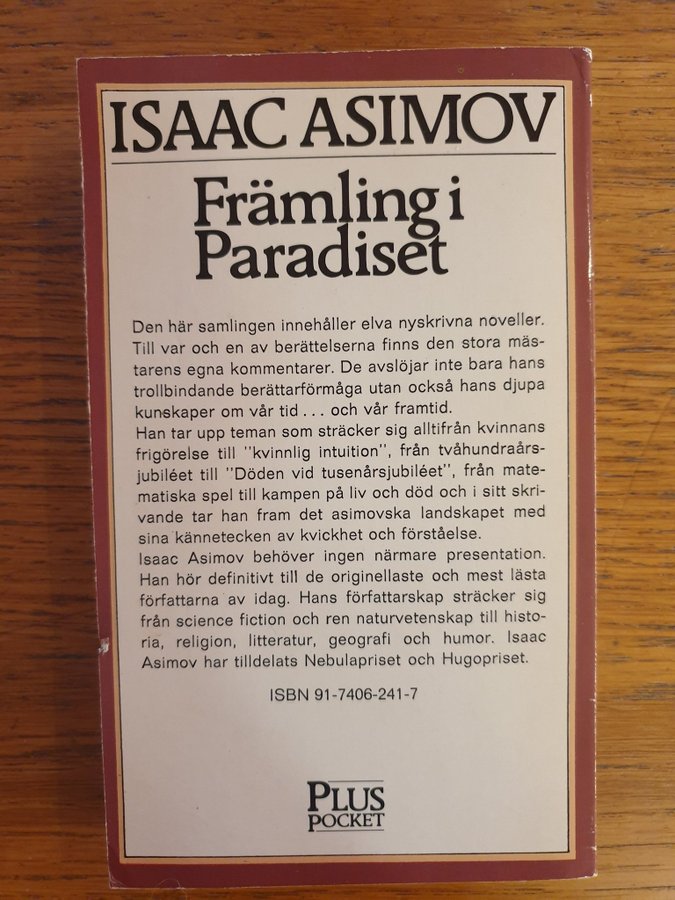 ISAAC ASIMOV
Främling i
Paradiset
Den här samlingen innehåller elva nyskrivna noveller.
Till var och en av berättelserna finns den stora mäs-
tarens egna kommentarer. De avslöjar inte bara hans
trollbindande berättarförmåga utan också hans djupa
kunskaper om vår tid ... och vår framtid.
Han tar upp teman som sträcker sig alltifrån kvinnans
frigörelse till "kvinnlig intuition", från tvåhundraårs-
jubiléet till "Döden vid tusenårsjubiléet", från mate-
matiska spel till kampen på liv och död och i sitt skri-
vande tar han fram det asimovska landskapet med
sina kännetecken av kvickhet och förståelse.
Isaac Asimov behöver ingen närmare presentation.
Han hör definitivt till de originellaste och mest lästa
författarna av idag. Hans författarskap sträcker sig
från science fiction och ren naturvetenskap till histo-
ria, religion, litteratur, geografi och humor. Isaac
Asimov har tilldelats Nebulapriset och Hugopriset.
ISBN 91-7406-241-7
PLUS
POCKET